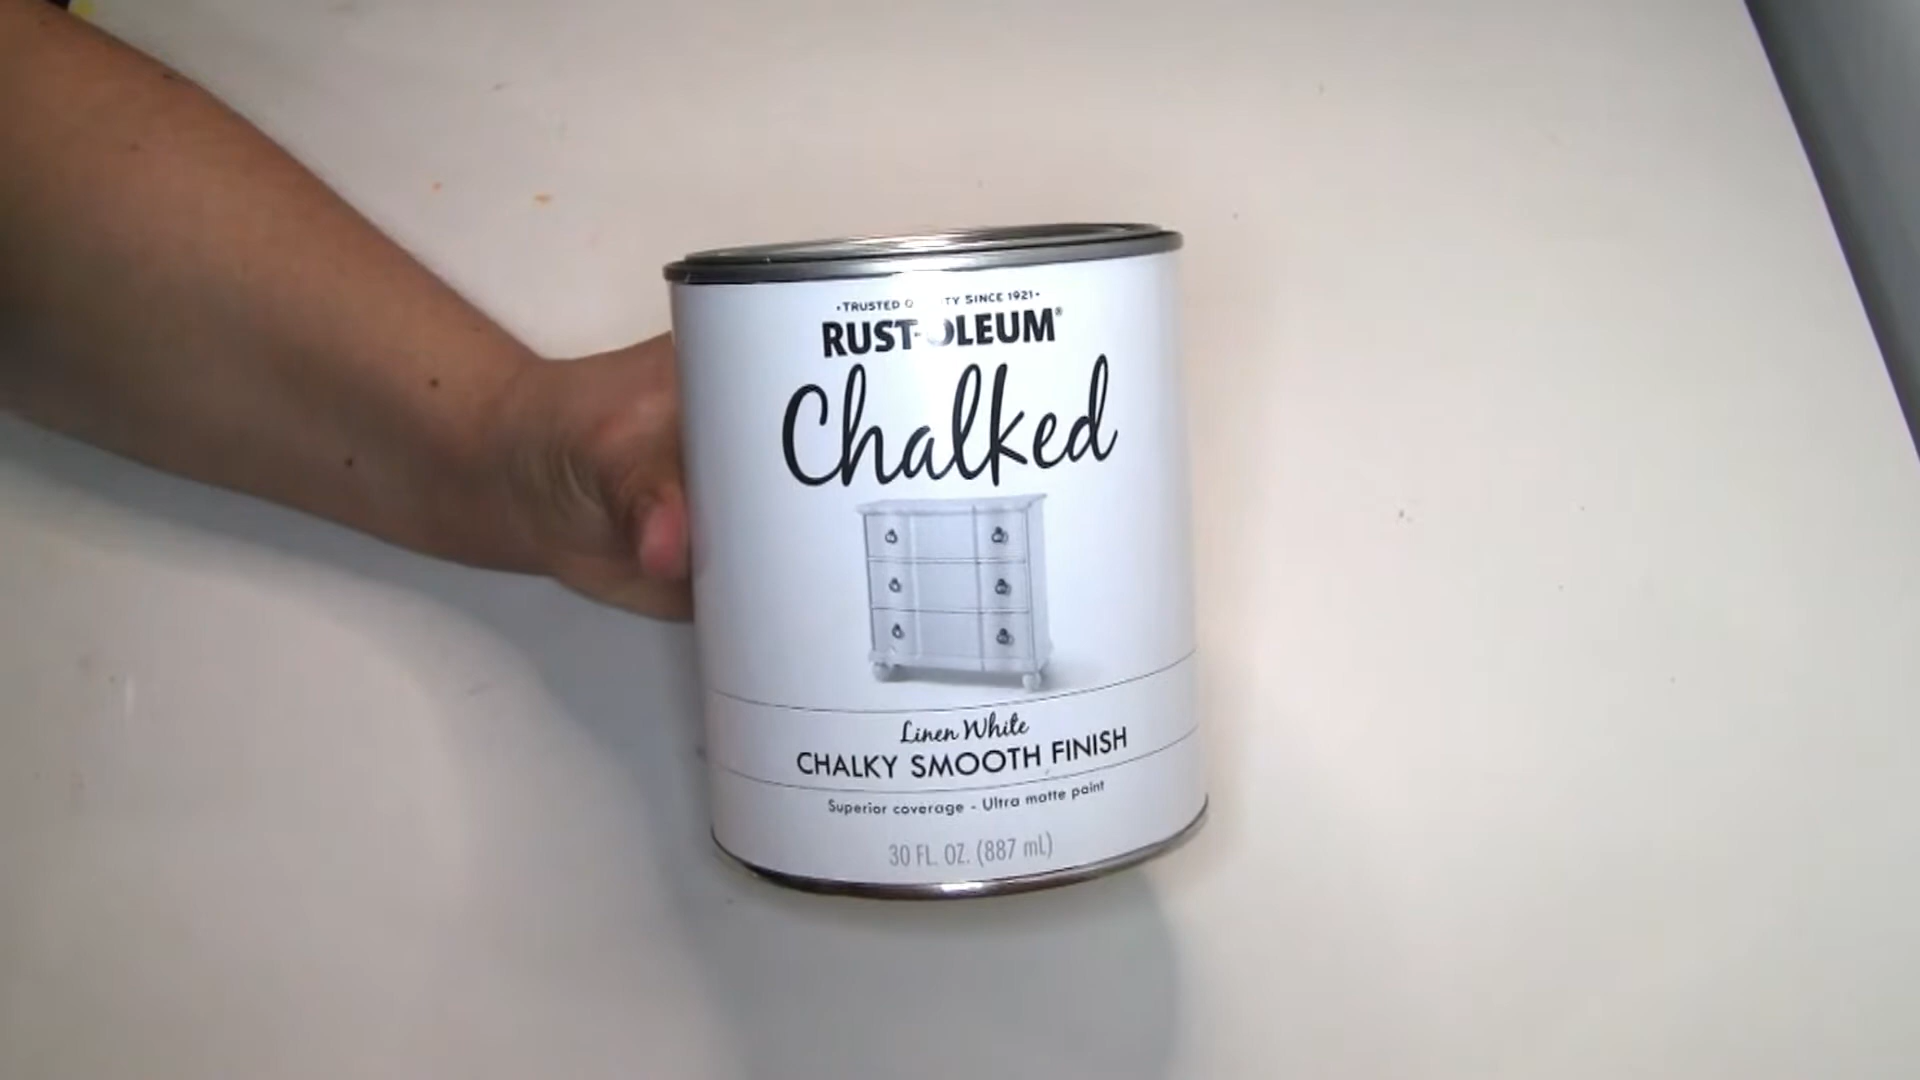 •TRUSTED QUALITY SINCE 1921•
RUST-OLEUM®
Chalked
Linen White
CHALKY SMOOTH FINISH
Superior coverage - Ultra matte paint
30 FL. OZ. (887 mL)